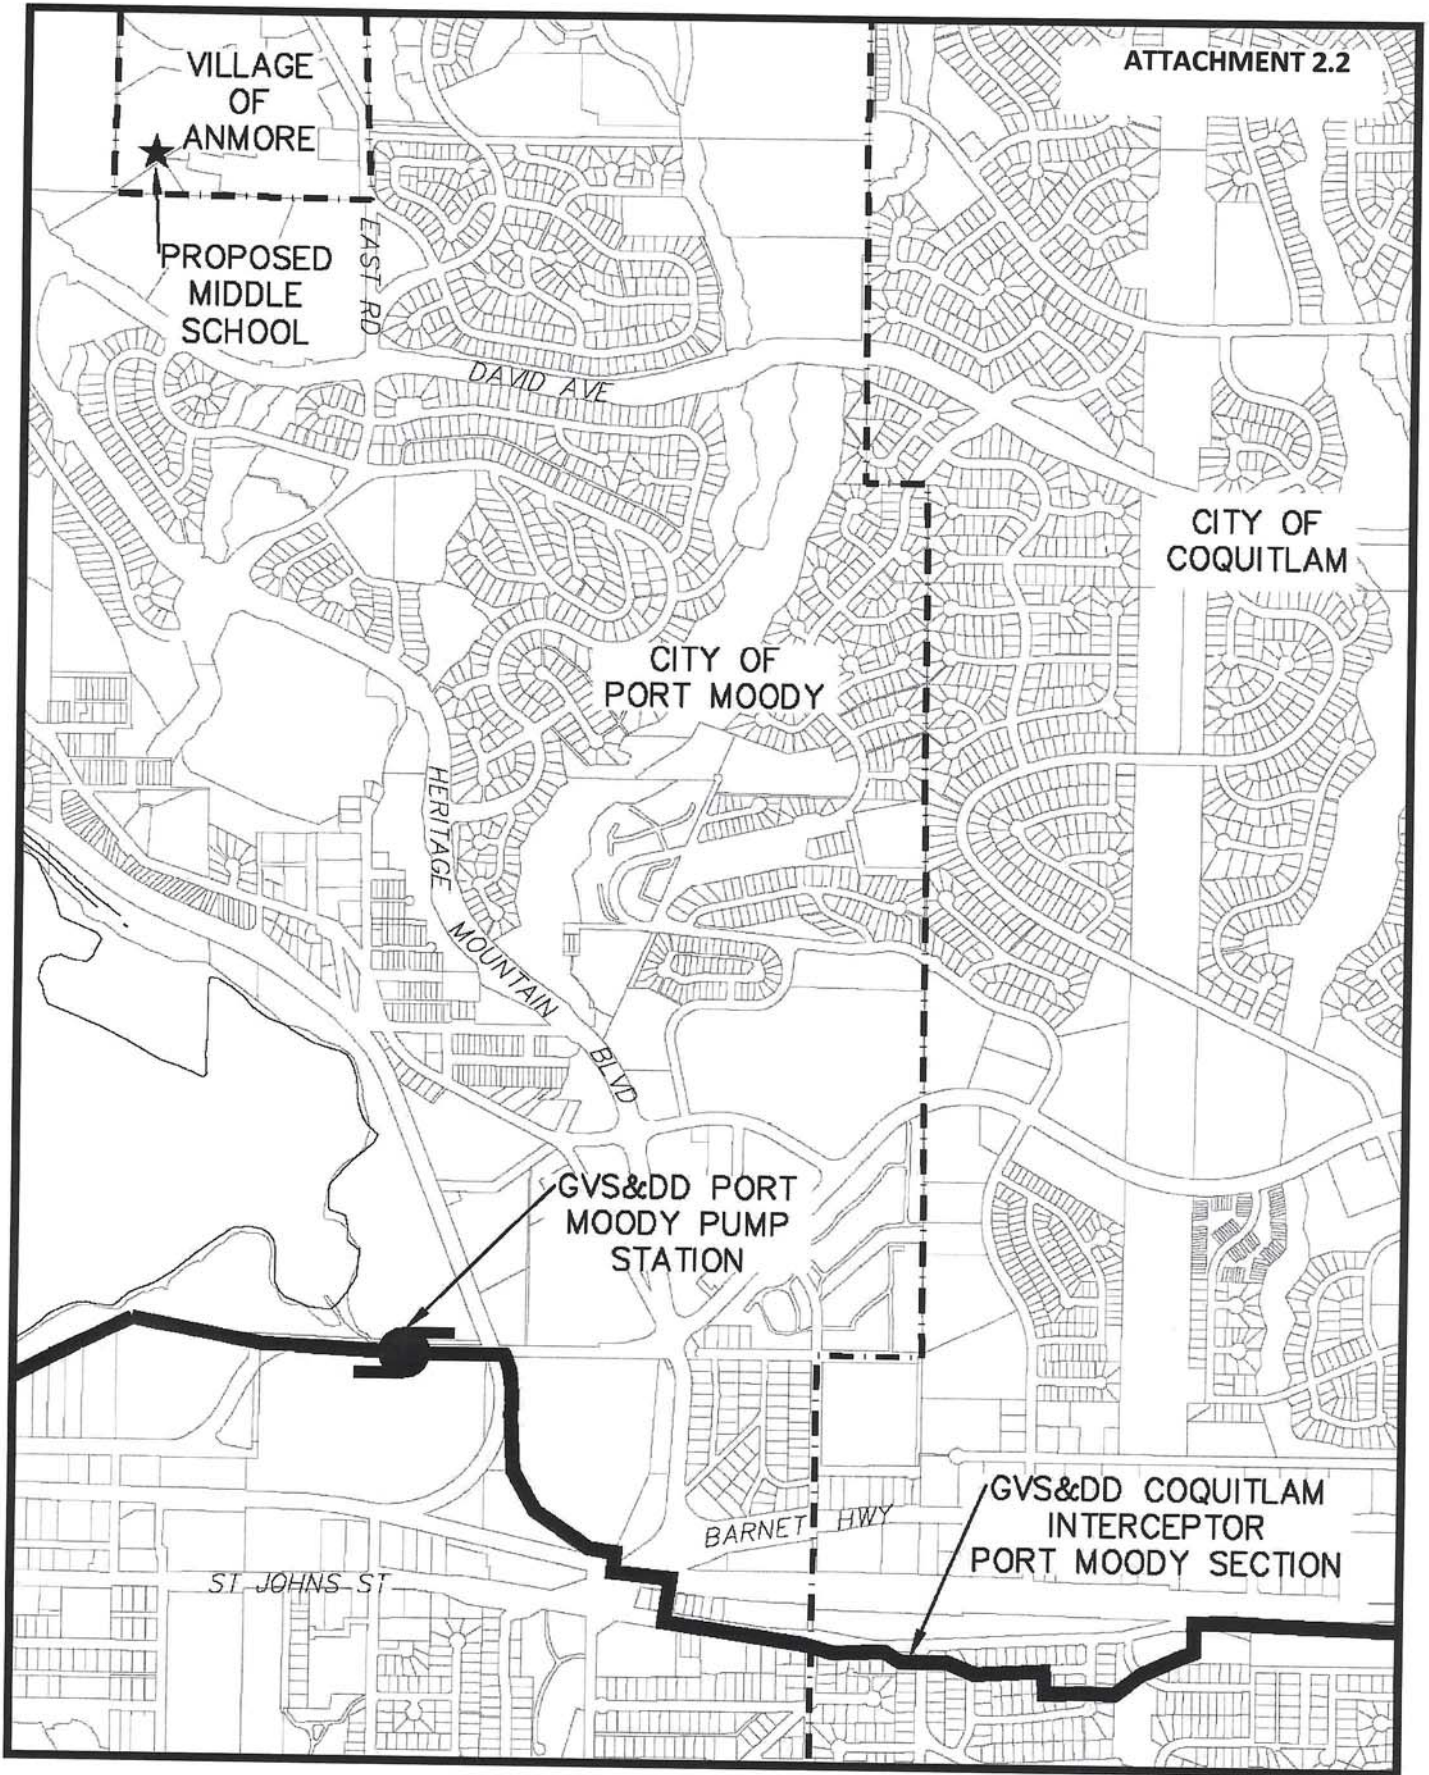 ATTACHMENT 2.2
VILLAGE
OF
ANMORE
PROPOSED
MIDDLE
SCHOOL
EAST RD
DAVID AVE
CITY OF
COQUITLAM
CITY OF
PORT MOODY
HERITAGE
MOUNTAIN
BLVD
GVS&DD PORT
MOODY PUMP
STATION
GVS&DD COQUITLAM
INTERCEPTOR
PORT MOODY SECTION
BARNET HWY
ST JOHNS ST